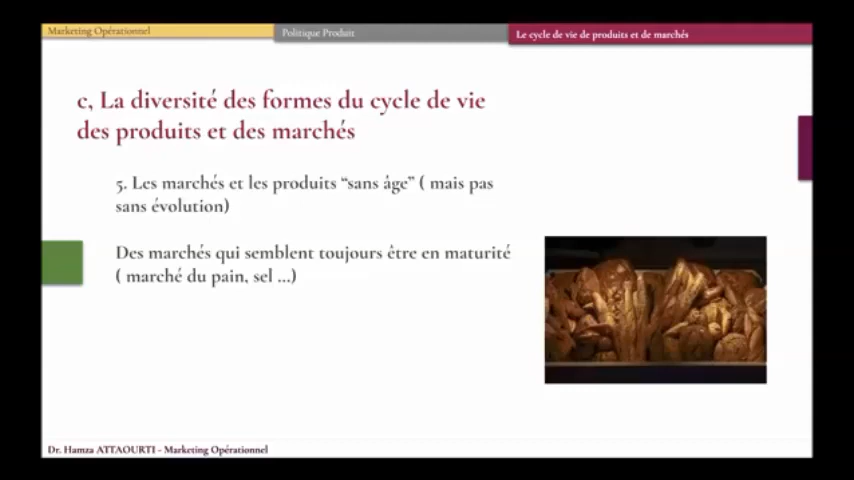 Marketing Opérationnel
Politique Produit
Le cycle de vie de produits et de marchés
c, La diversité des formes du cycle de vie
des produits et des marchés
5. Les marchés et les produits “sans âge” ( mais pas
sans évolution)
Des marchés qui semblent toujours être en maturité
( marché du pain, sel ...)
Dr. Hamza ATTAOURTI - Marketing Opérationnel